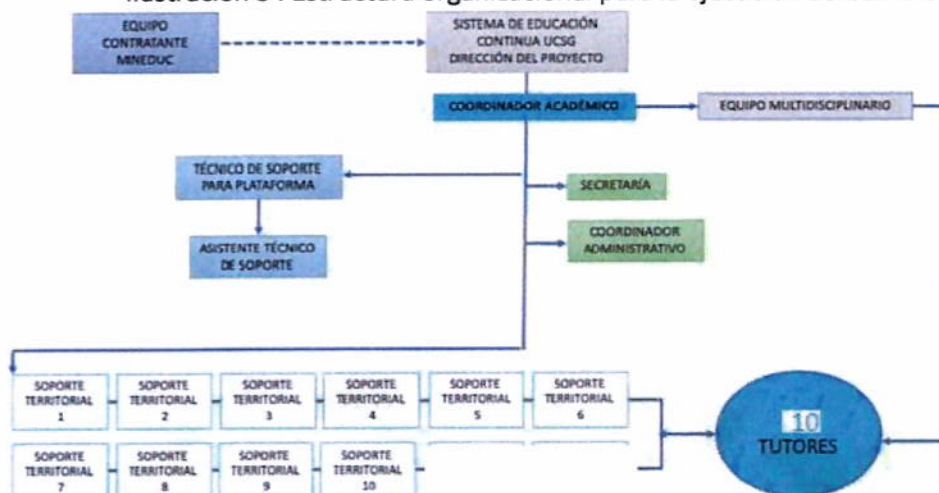 EQUIPO
CONTRATANTE
MINEDUC
SISTEMA DE EDUCACIÓN
CONTINUA UCSG
DIRECCIÓN DEL PROYECTO
COORDINADOR ACADÉMICO
EQUIPO MULTIDISCIPLINARIO
TÉCNICO DE SOPORTE
PARA PLATAFORMA
SECRETARÍA
ASISTENTE TÉCNICO
DE SOPORTE
COORDINADOR
ADMINISTRATIVO
SOPORTE
TERRITORIAL
1
SOPORTE
TERRITORIAL
2
SOPORTE
TERRITORIAL
3
SOPORTE
TERRITORIAL
4
SOPORTE
TERRITORIAL
5
SOPORTE
TERRITORIAL
6
10
TUTORES
SOPORTE
TERRITORIAL
7
SOPORTE
TERRITORIAL
8
SOPORTE
TERRITORIAL
9
SOPORTE
TERRITORIAL
10